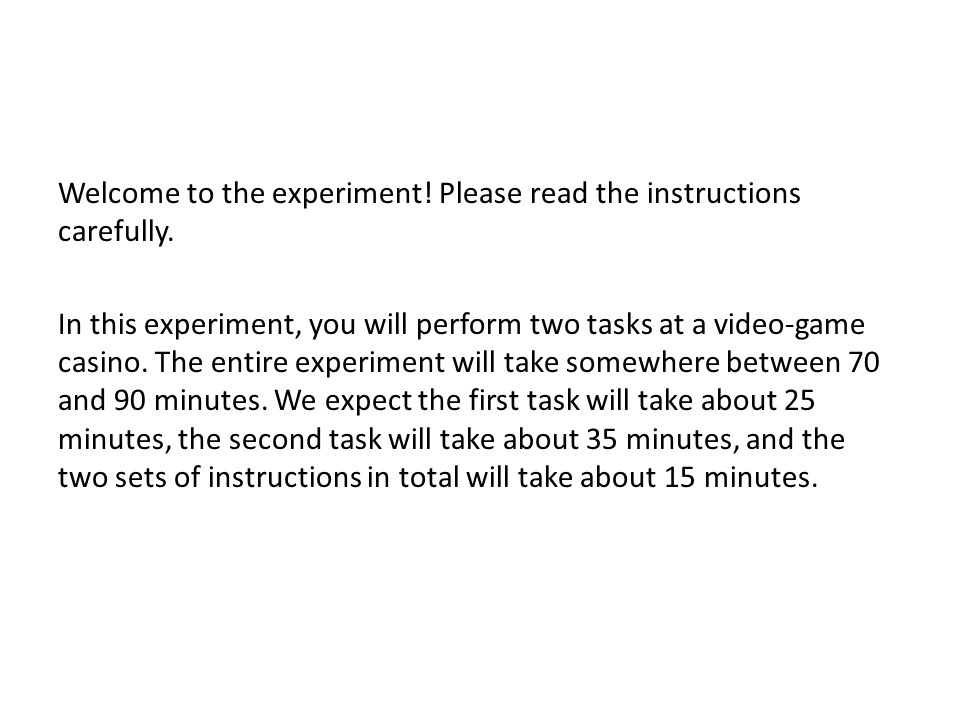 Welcome to the experiment! Please read the instructions
carefully.
In this experiment, you will perform two tasks at a video-game
casino. The entire experiment will take somewhere between 70
and 90 minutes. We expect the first task will take about 25
minutes, the second task will take about 35 minutes, and the
two sets of instructions in total will take about 15 minutes.